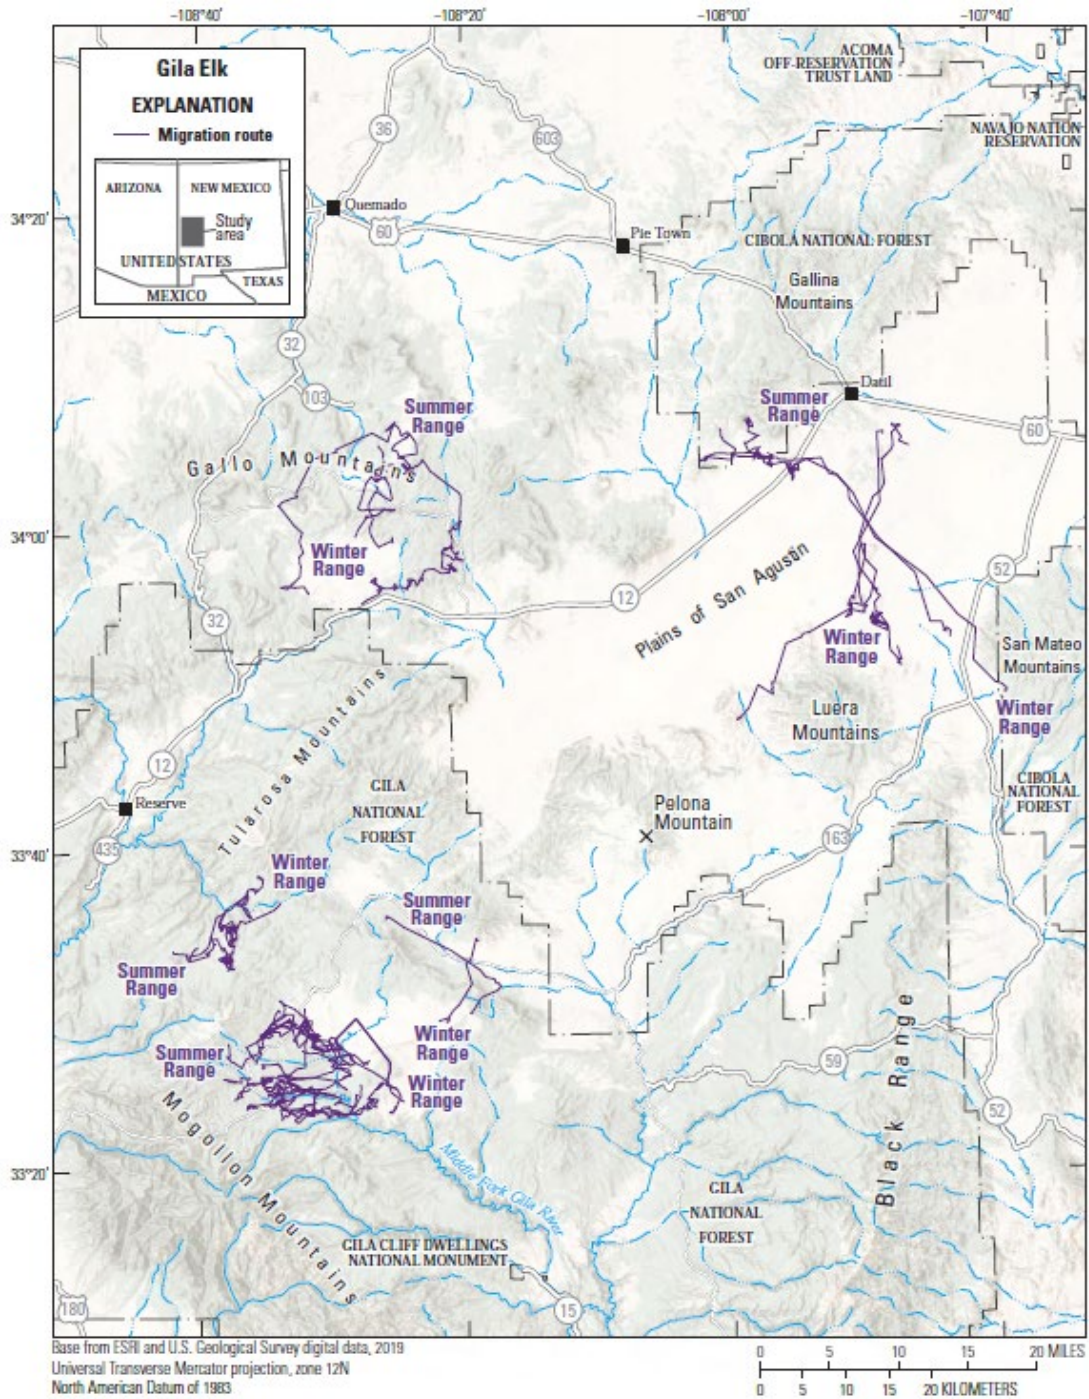 −108°40'
−108°20'
−108°00'
−107°40'
Gila Elk
EXPLANATION
Migration route
ARIZONA
NEW MEXICO
Study
area
UNITED STATES
TEXAS
MEXICO
ACOMA
OFF-RESERVATION
TRUST LAND
NAVAJO NATION
RESERVATION
36
603
34°20'
Quemado
60
Pie Town
CIBOLA NATIONAL FOREST
Gallina
Mountains
32
103
Datil
Summer
Range
Summer
Range
60
Gallo Mountains
34°00'
Winter
Range
Plains of San Agustin
52
12
32
Winter
Range
San Mateo
Mountains
Tularosa Mountains
Luera
Mountains
Winter
Range
12
Reserve
GILA
NATIONAL
FOREST
Pelona
Mountain
CIBOLA
NATIONAL
FOREST
163
435
33°40'
Winter
Range
Summer
Range
Summer
Range
Winter
Range
Summer
Range
Winter
Range
Black Range
59
52
Mogollon Mountains
33°20'
Middle Fork Gila River
GILA
NATIONAL
FOREST
GILA CLIFF DWELLINGS
NATIONAL MONUMENT
180
15
Base from ESRI and U.S. Geological Survey digital data, 2019
Universal Transverse Mercator projection, zone 12N
North American Datum of 1983
0 5 10 15 20 MILES
0 5 10 15 20 KILOMETERS